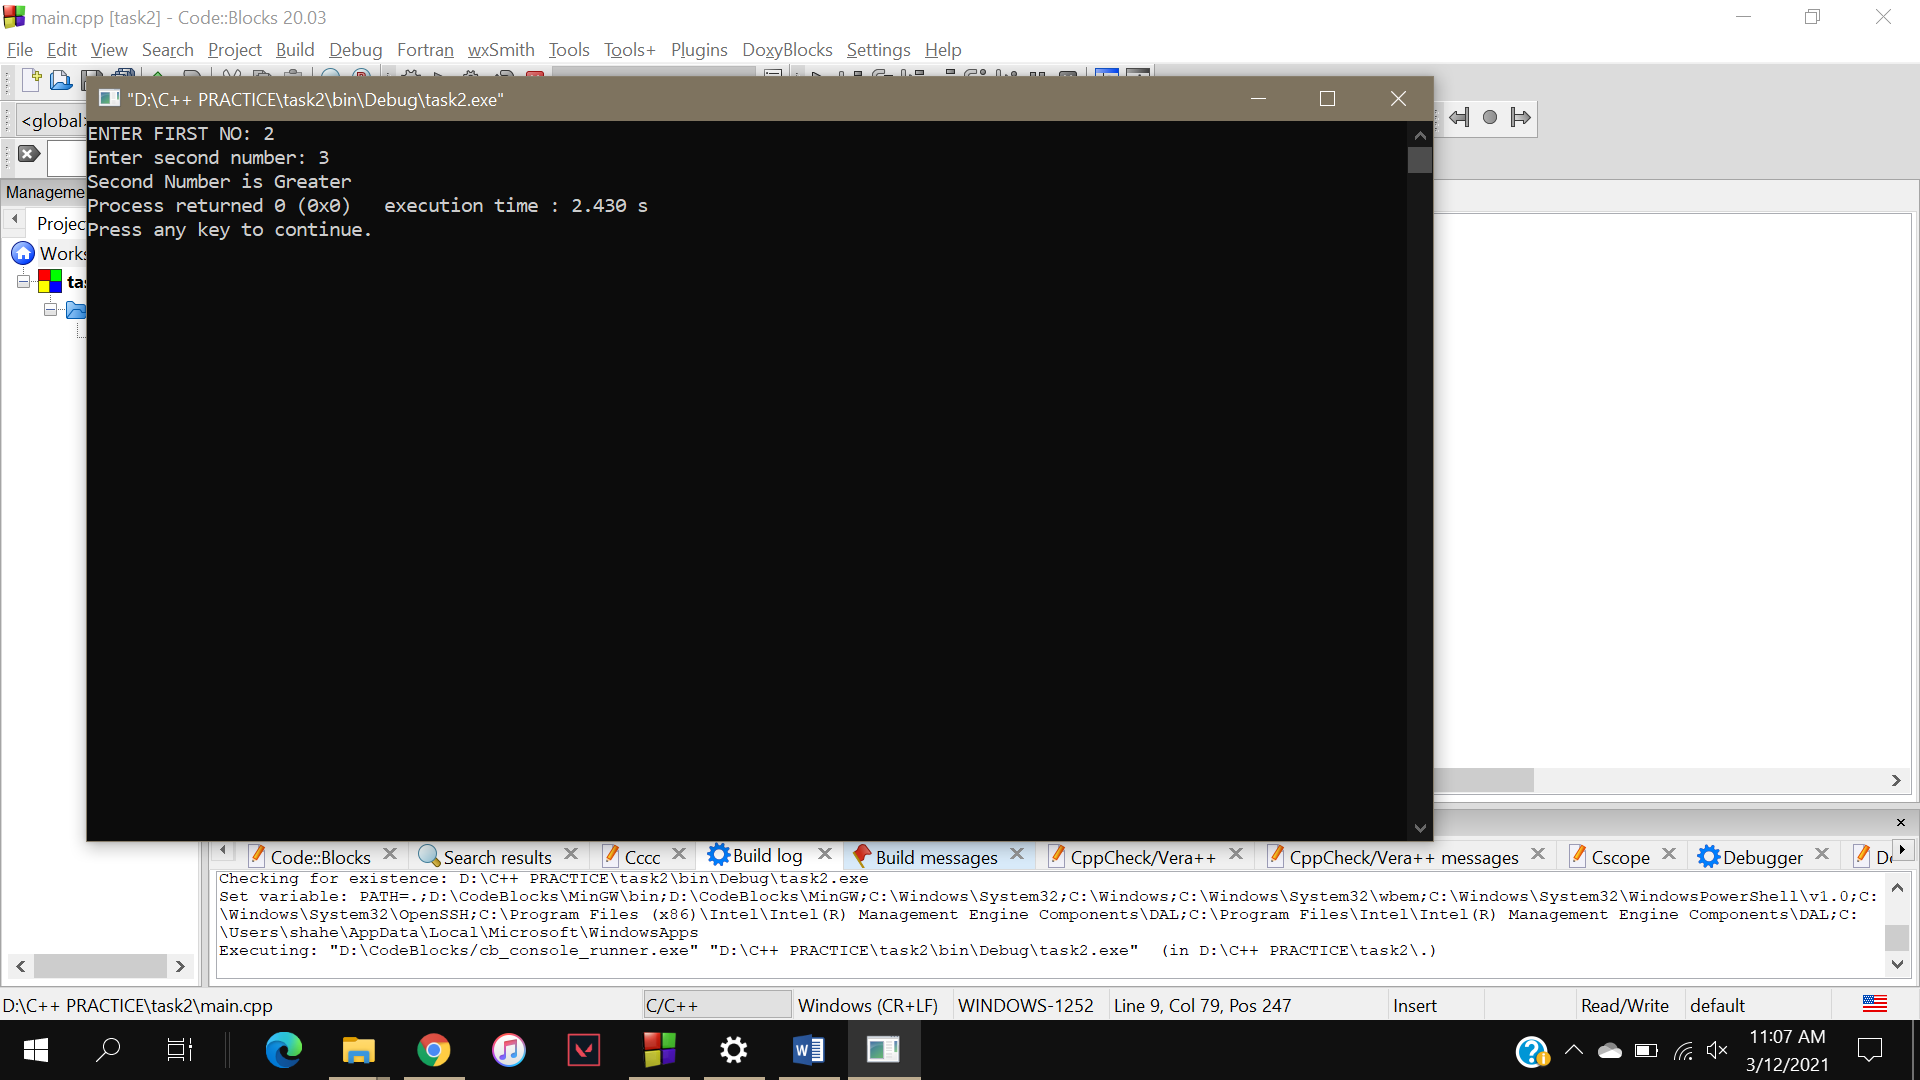 main.cpp [task2] - Code::Blocks 20.03
File Edit View Search Project Build Debug Fortran wxSmith Tools Tools+ Plugins DoxyBlocks Settings Help
"D:\C++ PRACTICE\task2\bin\Debug\task2.exe"
<global>
ENTER FIRST NO: 2
Enter second number: 3
Second Number is Greater
Process returned 0 (0x0)   execution time : 2.430 s
Press any key to continue.
Code::Blocks Search results Cccc Build log Build messages CppCheck/Vera++ CppCheck/Vera++ messages Cscope Debugger
Checking for existence: D:\C++ PRACTICE\task2\bin\Debug\task2.exe
Set variable: PATH=.;D:\CodeBlocks\MinGW\bin;D:\CodeBlocks\MinGW;C:\Windows\System32;C:\Windows;C:\Windows\System32\wbem;C:\Windows\System32\WindowsPowerShell\v1.0;C:
\Windows\System32\OpenSSH;C:\Program Files (x86)\Intel\Intel(R) Management Engine Components\DAL;C:\Program Files\Intel\Intel(R) Management Engine Components\DAL;C:
\Users\shahe\AppData\Local\Microsoft\WindowsApps
Executing: "D:\CodeBlocks/cb_console_runner.exe" "D:\C++ PRACTICE\task2\bin\Debug\task2.exe"  (in D:\C++ PRACTICE\task2\.)
D:\C++ PRACTICE\task2\main.cpp C/C++ Windows (CR+LF) WINDOWS-1252 Line 9, Col 79, Pos 247 Insert Read/Write default
11:07 AM
3/12/2021